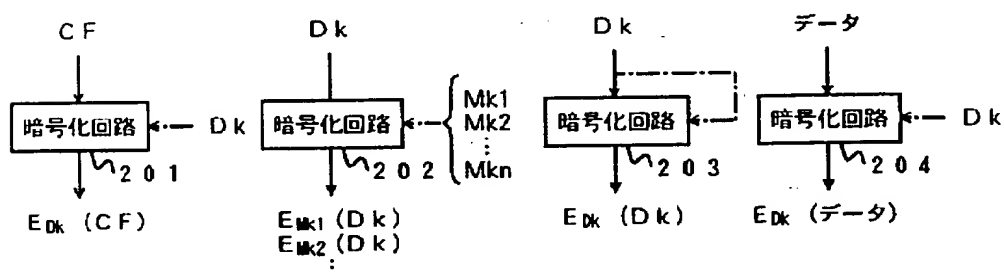 CF
Dk
Dk
データ
暗号化回路
Dk
暗号化回路
Mk1
Mk2
⋮
Mkn
暗号化回路
暗号化回路
Dk
201
202
203
204
EDk (CF)
EMk1 (Dk)
EMk2 (Dk)
⋮
EDk (Dk)
EDk (データ)